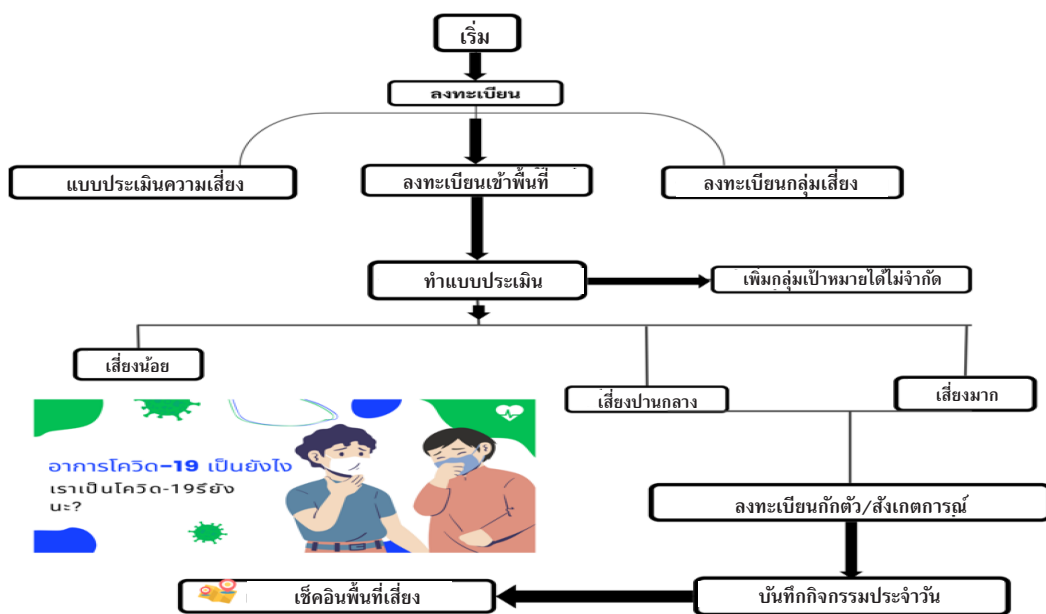 เริ่ม
ลงทะเบียน
แบบประเมินความเสี่ยง
ลงทะเบียนเข้าพื้นที่
ลงทะเบียนกลุ่มเสี่ยง
ทำแบบประเมิน
เพิ่มกลุ่มเป้าหมายได้ไม่จำกัด
เสี่ยงน้อย
เสี่ยงปานกลาง
เสี่ยงมาก
อาการโควิด-19 เป็นยังไง
เราเป็นโควิด-19รึยัง
นะ?
ลงทะเบียนกักตัว/สังเกตการณ์
เช็คอินพื้นที่เสี่ยง
บันทึกกิจกรรมประจำวัน